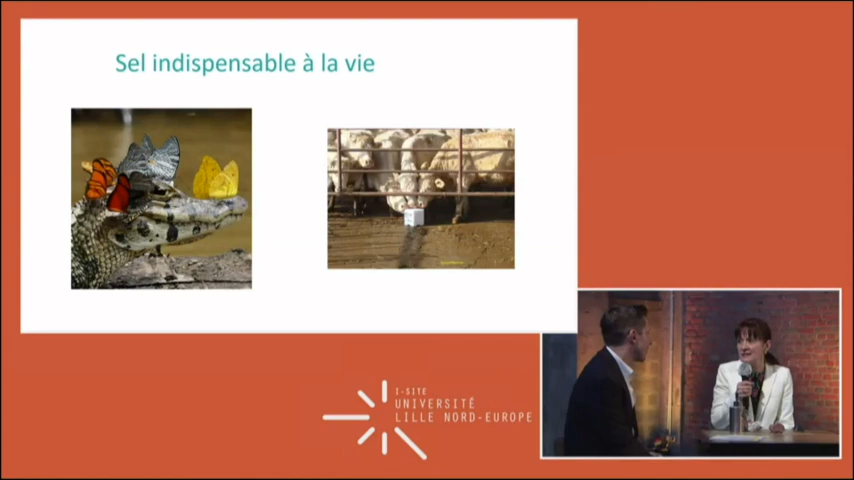 Sel indispensable à la vie
I-SITE
UNIVERSITÉ
LILLE NORD-EUROPE